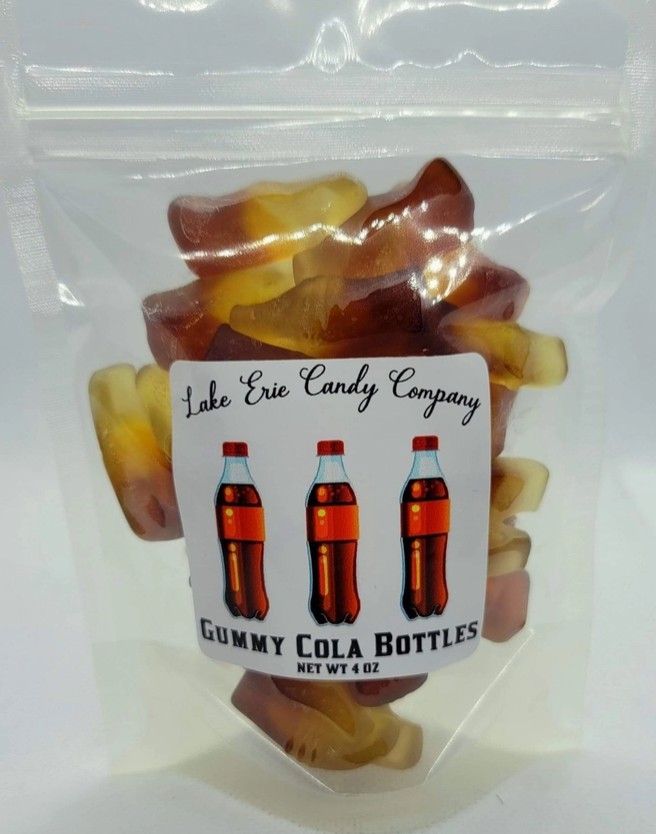 Lake Erie Candy Company
Gummy Cola Bottles
NET WT 4 OZ